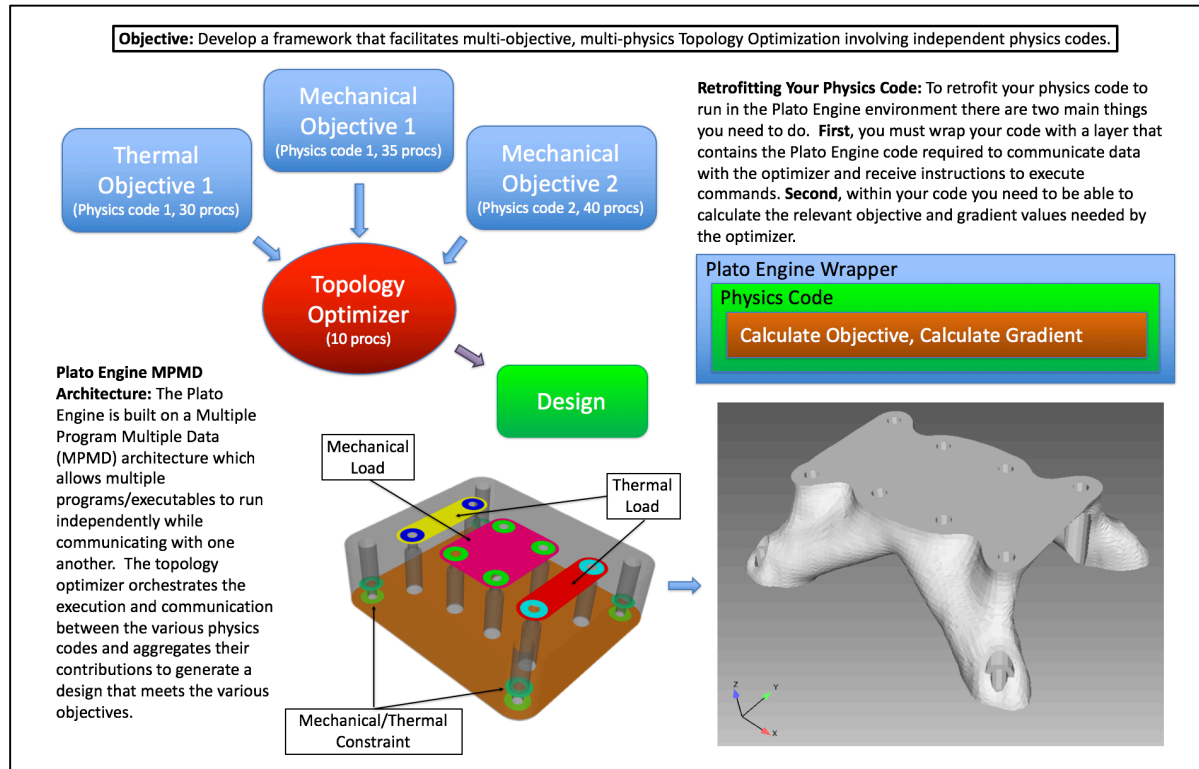 Objective: Develop a framework that facilitates multi-objective, multi-physics Topology Optimization involving independent physics codes.
Mechanical
Objective 1
(Physics code 1, 35 procs)
Thermal
Objective 1
(Physics code 1, 30 procs)
Mechanical
Objective 2
(Physics code 2, 40 procs)
Topology
Optimizer
(10 procs)
Design
Retrofitting Your Physics Code: To retrofit your physics code to
run in the Plato Engine environment there are two main things
you need to do. First, you must wrap your code with a layer that
contains the Plato Engine code required to communicate data
with the optimizer and receive instructions to execute
commands. Second, within your code you need to be able to
calculate the relevant objective and gradient values needed by
the optimizer.
Plato Engine Wrapper
Physics Code
Calculate Objective, Calculate Gradient
Plato Engine MPMD
Architecture: The Plato
Engine is built on a Multiple
Program Multiple Data
(MPMD) architecture which
allows multiple
programs/executables to run
independently while
communicating with one
another. The topology
optimizer orchestrates the
execution and communication
between the various physics
codes and aggregates their
contributions to generate a
design that meets the various
objectives.
Mechanical
Load
Thermal
Load
Mechanical/Thermal
Constraint
Z
Y
X